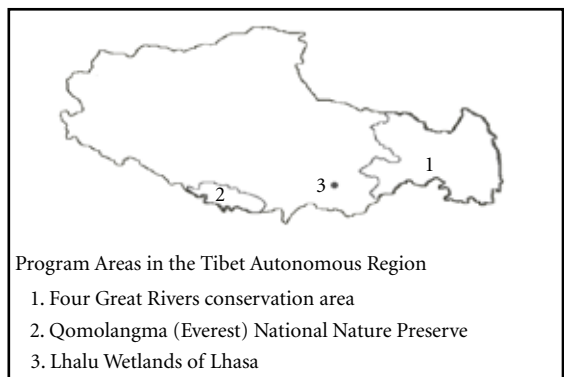 1
2
3
Program Areas in the Tibet Autonomous Region
1. Four Great Rivers conservation area
2. Qomolangma (Everest) National Nature Preserve
3. Lhalu Wetlands of Lhasa